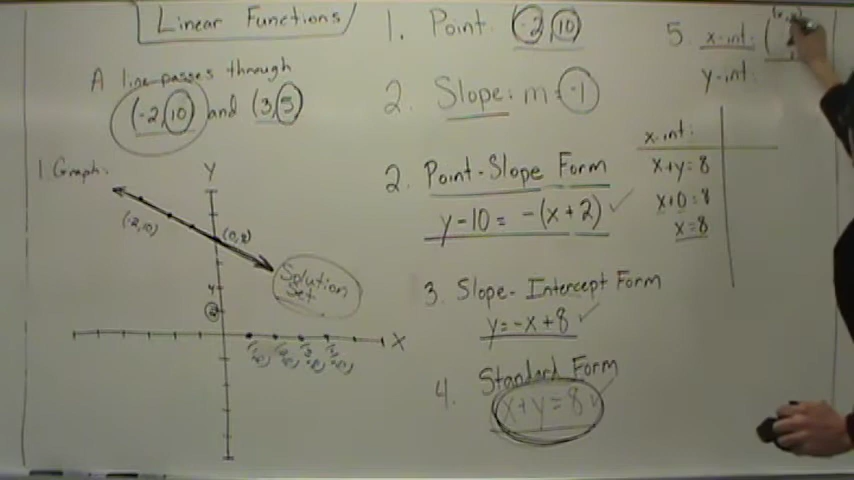 Linear Functions
A line passes through
(-2,10) and (3,5)
1. Graph:
Y
(-2,10)
(0,8)
Solution
Set
4
2
X
1. Point: (-2, 10)
2. Slope: m = -1
2. Point-Slope Form
y-10 = -(x+2) ✓
3. Slope-Intercept Form
y=-x+8 ✓
4. Standard Form
x+y=8 ✓
5. x-int: (
y-int:
x-int:
x+y=8
x+0=8
x=8